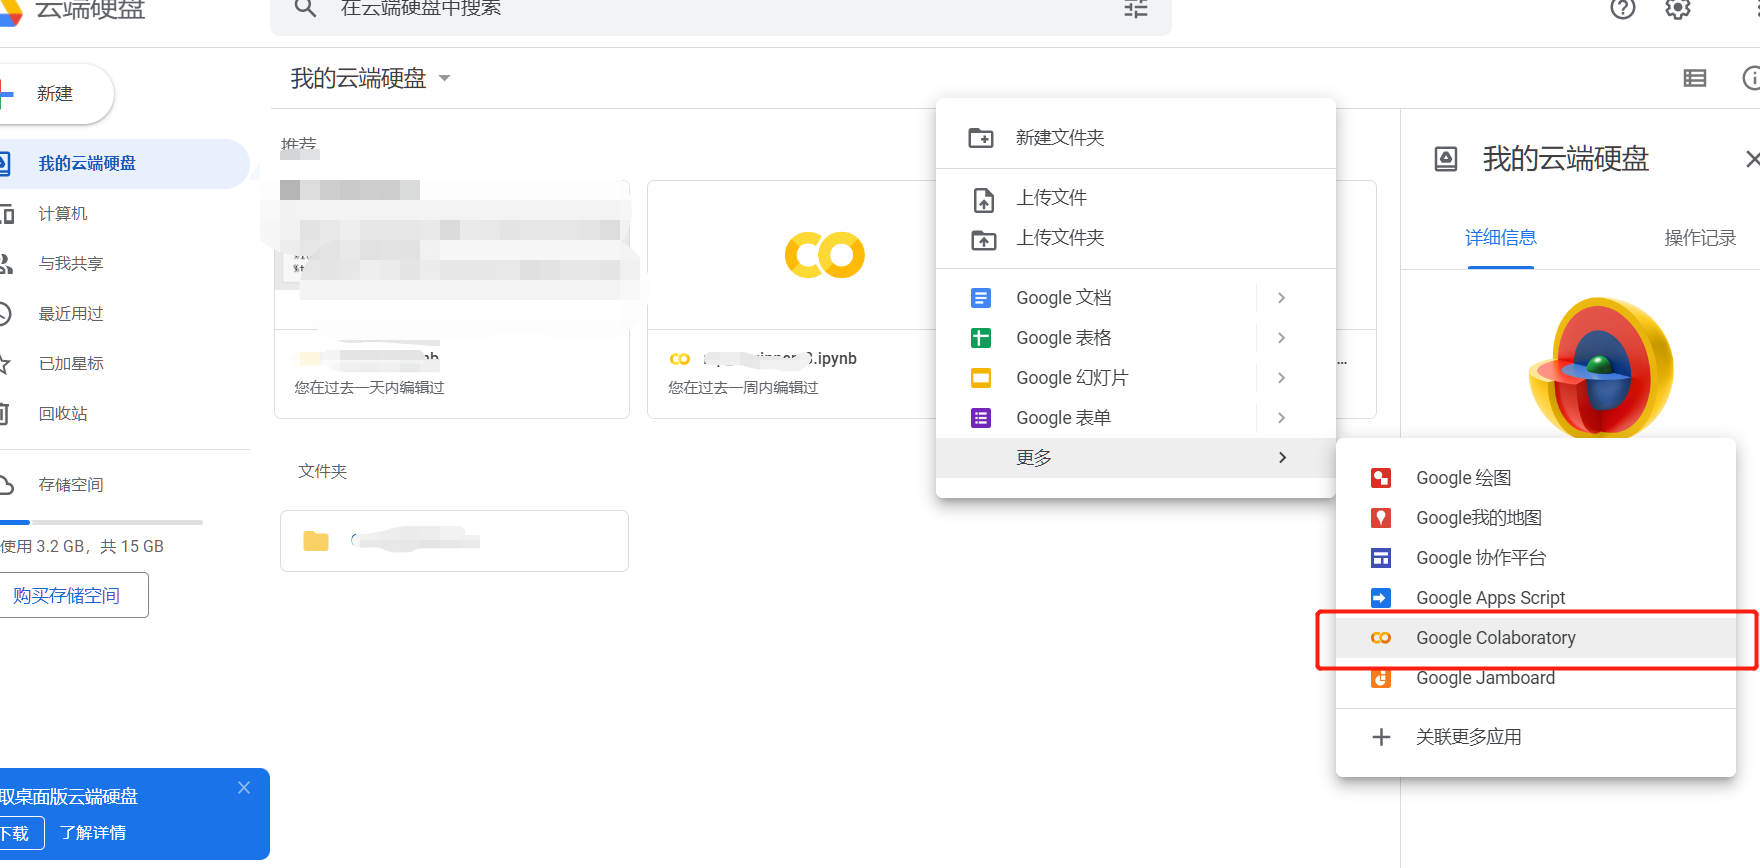 云端硬盘
在云端硬盘中搜索
新建
我的云端硬盘
计算机
与我共享
最近用过
已加星标
回收站
存储空间
使用 3.2 GB，共 15 GB
购买存储空间
取桌面版云端硬盘
下载
了解详情
我的云端硬盘
推荐
您在过去一天内编辑过
.ipynb
您在过去一周内编辑过
...
文件夹
新建文件夹
上传文件
上传文件夹
Google 文档
Google 表格
Google 幻灯片
Google 表单
更多
我的云端硬盘
详细信息
操作记录
Google 绘图
Google我的地图
Google 协作平台
Google Apps Script
Google Colaboratory
Google Jamboard
关联更多应用